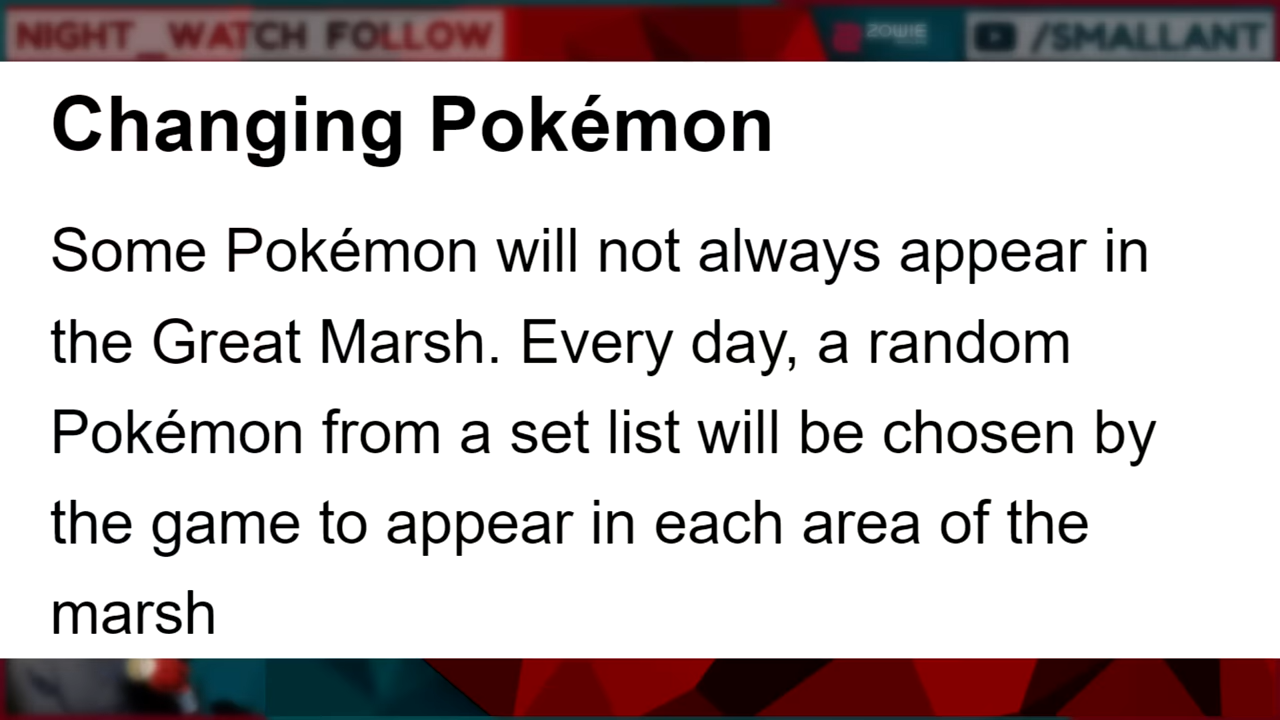 NIGHT_WATCH FOLLOW
ZOWIE
/SMALLANT
Changing Pokémon
Some Pokémon will not always appear in
the Great Marsh. Every day, a random
Pokémon from a set list will be chosen by
the game to appear in each area of the
marsh